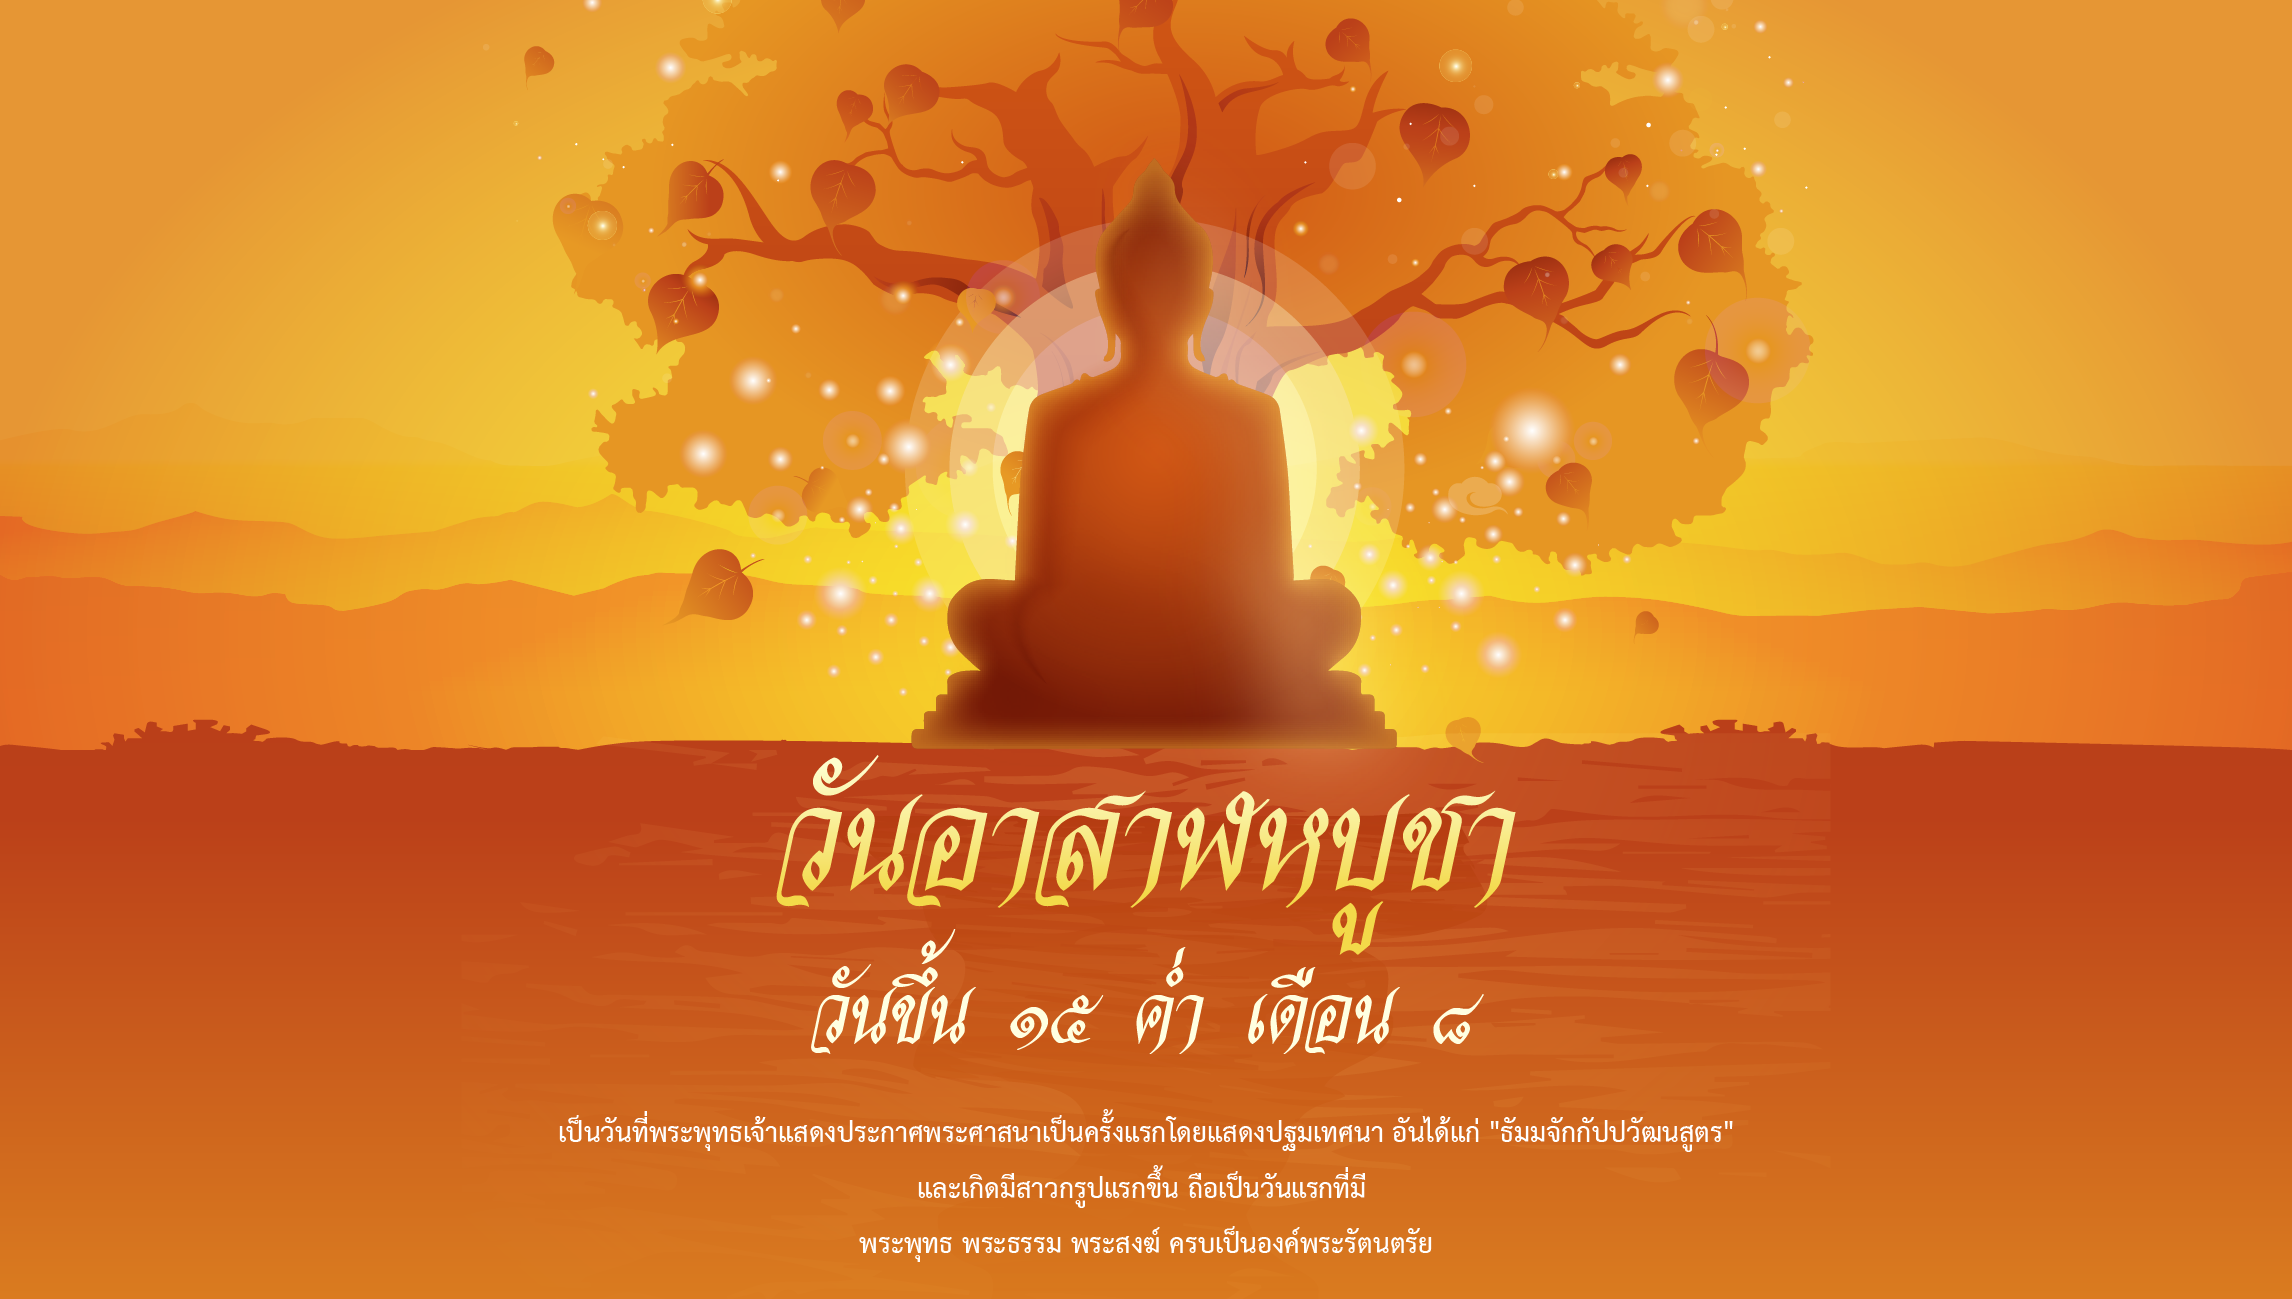 วันอาสาฬหบูชา
วันขึ้น ๑๕ ค่ำ เดือน ๘
เป็นวันที่พระพุทธเจ้าแสดงประกาศพระศาสนาเป็นครั้งแรกโดยแสดงปฐมเทศนา อันได้แก่ "ธัมมจักกัปปวัฒนสูตร"
และเกิดมีสาวกรูปแรกขึ้น ถือเป็นวันแรกที่มี
พระพุทธ พระธรรม พระสงฆ์ ครบเป็นองค์พระรัตนตรัย